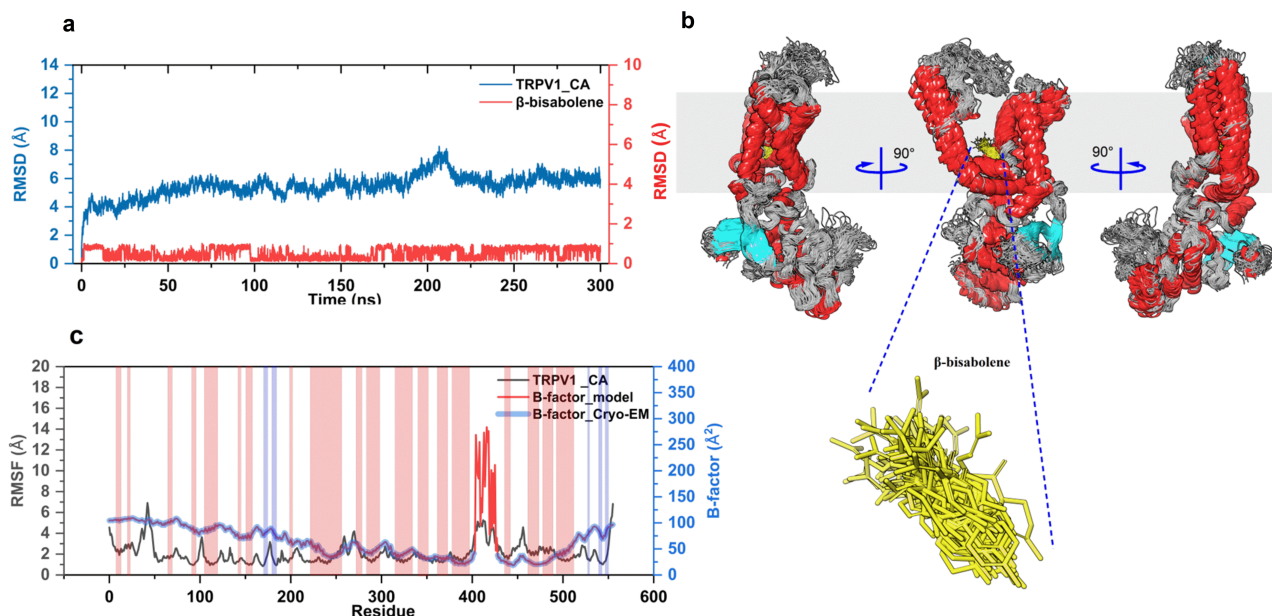 a
14
12
10
8
6
4
2
0
RMSD (Å)
TRPV1_CA
β-bisabolene
10
8
6
4
2
0
RMSD (Å)
0 50 100 150 200 250 300
Time (ns)
b
90°
90°
β-bisabolene
c
20
18
16
14
12
10
8
6
4
2
0
RMSF (Å)
TRPV1 _CA
B-factor_model
B-factor_Cryo-EM
400
350
300
250
200
150
100
50
0
B-factor (Å²)
0 100 200 300 400 500 600
Residue